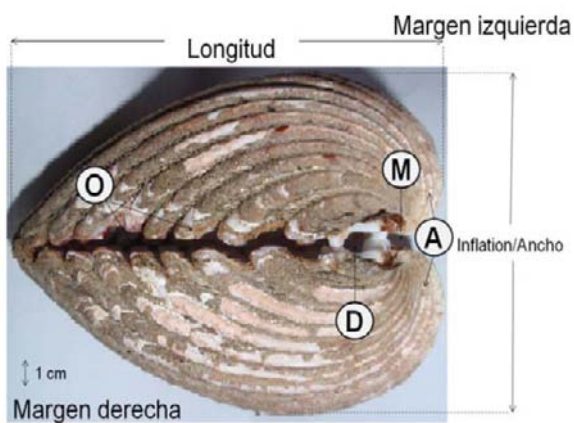 Margen izquierda
Longitud
O
M
A
Inflation/Ancho
D
1 cm
Margen derecha